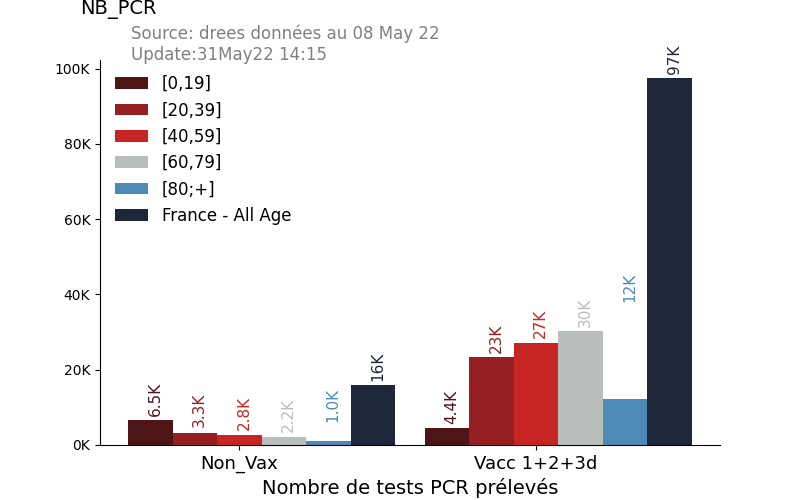 NB_PCR
Source: drees données au 08 May 22
Update:31May22 14:15
100K
80K
60K
40K
20K
0K
[0,19]
[20,39]
[40,59]
[60,79]
[80;+]
France - All Age
6.5K
3.3K
2.8K
2.2K
1.0K
16K
4.4K
23K
27K
30K
12K
97K
Non_Vax
Vacc 1+2+3d
Nombre de tests PCR prélevés